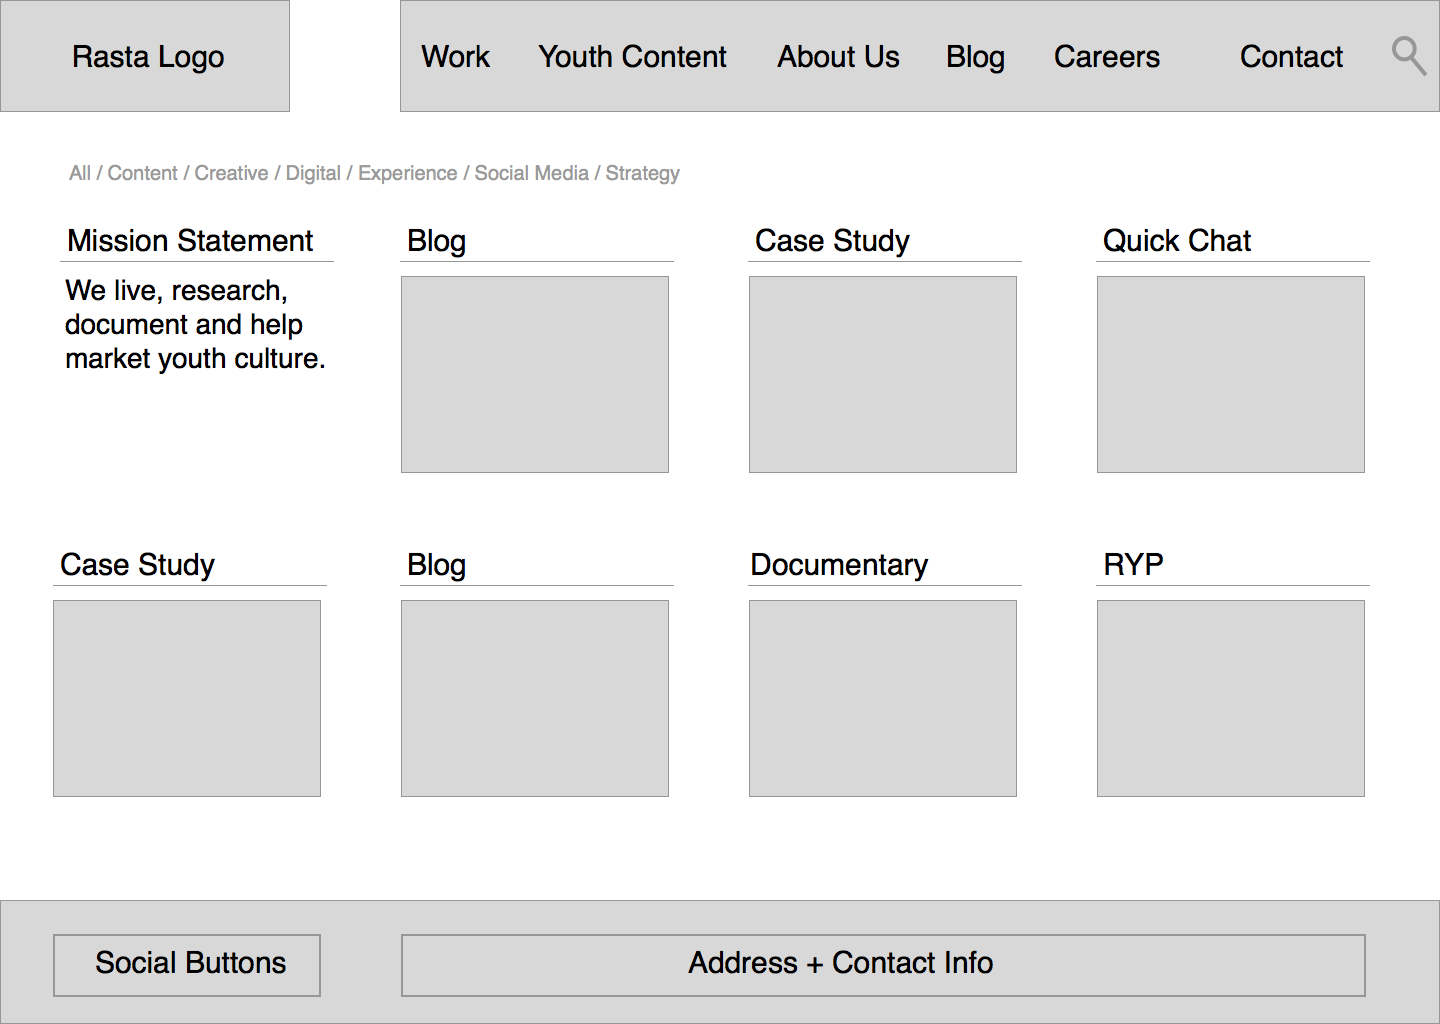 Rasta Logo
Work Youth Content About Us Blog Careers Contact
All / Content / Creative / Digital / Experience / Social Media / Strategy
Mission Statement
We live, research,
document and help
market youth culture.
Blog
Case Study
Quick Chat
Case Study
Blog
Documentary
RYP
Social Buttons
Address + Contact Info